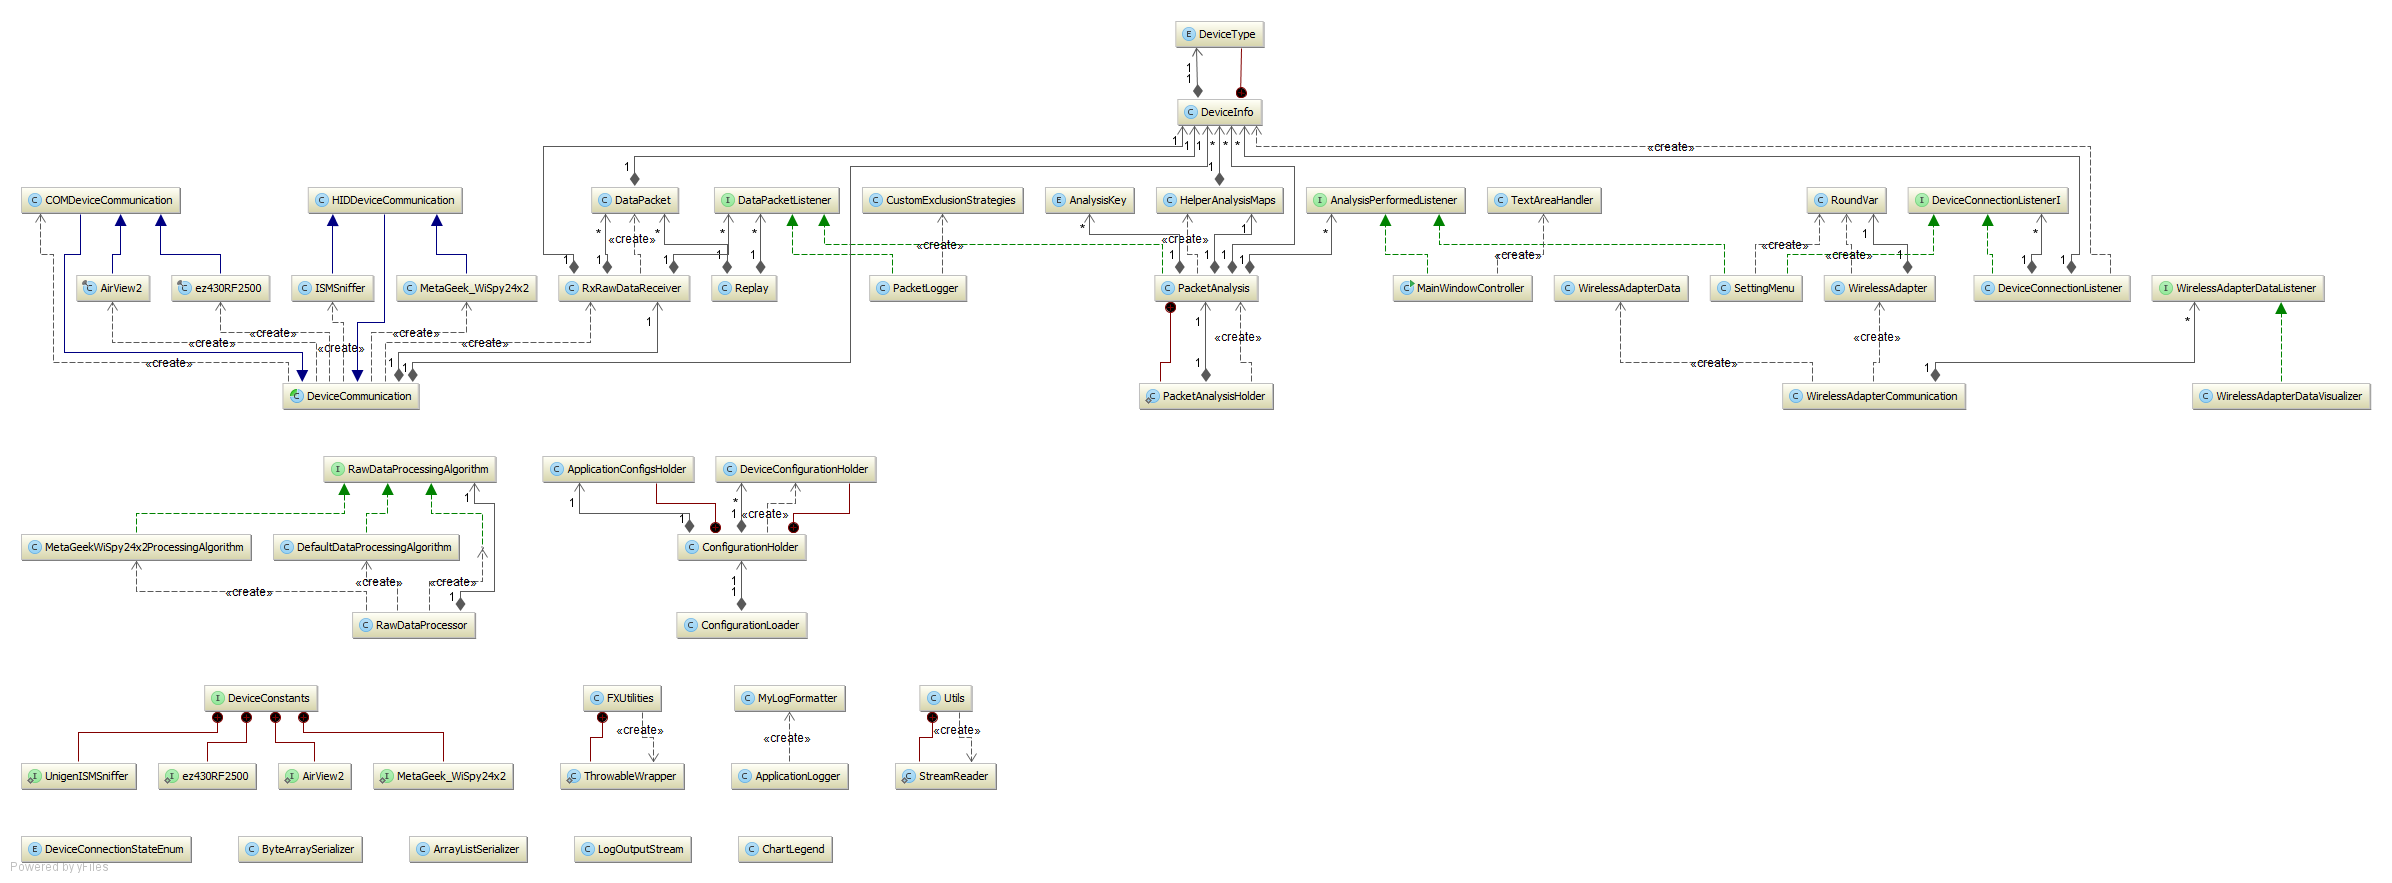 E DeviceType
1
1
C DeviceInfo
1 1 1 * * *
«create»
1
1
C COMDeviceCommunication
C HIDDeviceCommunication
C DataPacket
I DataPacketListener
C CustomExclusionStrategies
E AnalysisKey
C HelperAnalysisMaps
I AnalysisPerformedListener
C TextAreaHandler
C RoundVar
I DeviceConnectionListenerI
* «create» * * * * 1 * 1 *
«create» «create» «create»
«create» «create»
1 1 1 1 1 1 1 1 1 1 1 1
C AirView2
C ez430RF2500
C ISMSniffer
C MetaGeek_WiSpy24x2
C RxRawDataReceiver
C Replay
C PacketLogger
C PacketAnalysis
C MainWindowController
C WirelessAdapterData
C SettingMenu
C WirelessAdapter
C DeviceConnectionListener
I WirelessAdapterDataListener
1 1 *
«create» «create» «create» «create»
«create» «create» «create»
«create» 1 1 1 «create» 1
C DeviceCommunication
C PacketAnalysisHolder
C WirelessAdapterCommunication
C WirelessAdapterDataVisualizer
I RawDataProcessingAlgorithm
C ApplicationConfigsHolder
C DeviceConfigurationHolder
1 1 *
1 1 «create»
C MetaGeekWiSpy24x2ProcessingAlgorithm
C DefaultDataProcessingAlgorithm
C ConfigurationHolder
«create» «create» 1
«create» 1 1
C RawDataProcessor
C ConfigurationLoader
I DeviceConstants
C FXUtilities
C MyLogFormatter
C Utils
«create» «create» «create»
I UnigenISMSniffer
I ez430RF2500
I AirView2
I MetaGeek_WiSpy24x2
C ThrowableWrapper
C ApplicationLogger
C StreamReader
E DeviceConnectionStateEnum
C ByteArraySerializer
C ArrayListSerializer
C LogOutputStream
C ChartLegend
Powered by yFiles